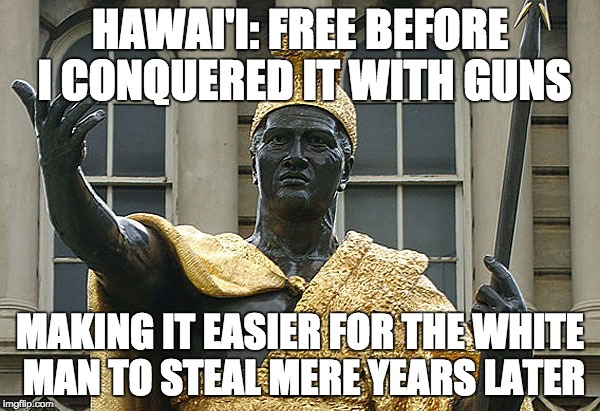 HAWAI'I: FREE BEFORE
I CONQUERED IT WITH GUNS
MAKING IT EASIER FOR THE WHITE
MAN TO STEAL MERE YEARS LATER
imgflip.com